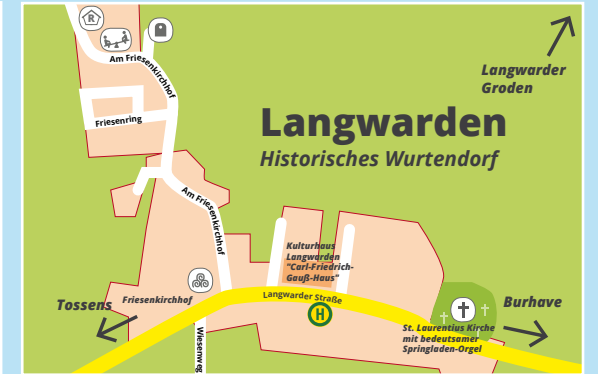 R
Am Friesenkirchhof
Langwarder
Groden
Friesenring
Langwarden
Historisches Wurtendorf
Am Friesenkirchhof
Kulturhaus
Langwarden
"Carl-Friedrich-
Gauß-Haus"
Tossens
Friesenkirchhof
Langwarder Straße
Burhave
H
St. Laurentius Kirche
mit bedeutsamer
Springladen-Orgel
Wiesenweg